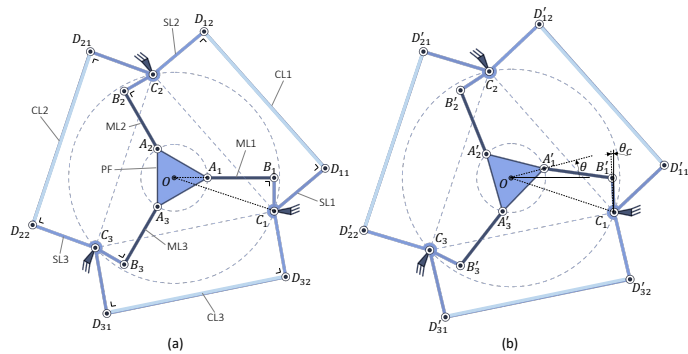 D₁₂
SL2
D₂₁
C₂
CL1
B₂
CL2
ML2
A₂
ML1
PF
A₁
B₁
D₁₁
O
SL1
A₃
C₁
D₂₂
C₃
SL3
ML3
B₃
D₃₂
CL3
D₃₁
(a)
D′₁₂
D′₂₁
C₂
B′₂
θ_C
A′₂
A′₁
θ
B′₁
D′₁₁
O
A′₃
C₁
D′₂₂
C₃
B′₃
D′₃₂
D′₃₁
(b)